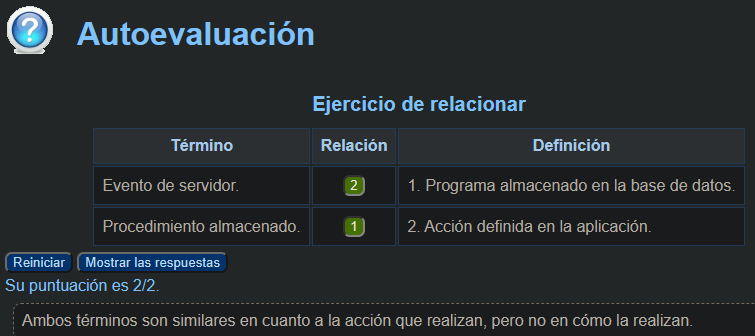 Autoevaluación
Ejercicio de relacionar
Término Relación Definición
Evento de servidor. 2 1. Programa almacenado en la base de datos.
Procedimiento almacenado. 1 2. Acción definida en la aplicación.
Reiniciar Mostrar las respuestas
Su puntuación es 2/2.
Ambos términos son similares en cuanto a la acción que realizan, pero no en cómo la realizan.